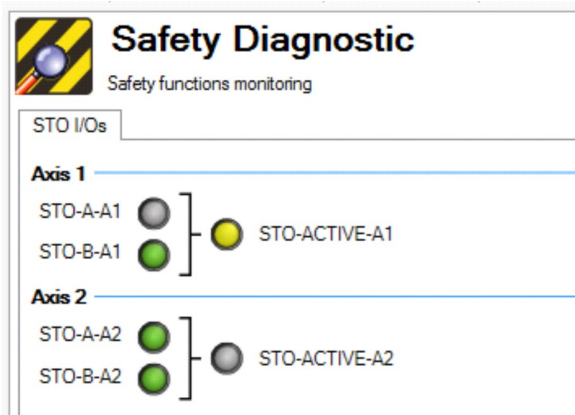 Safety Diagnostic
Safety functions monitoring
STO I/Os
Axis 1
STO-A-A1
STO-ACTIVE-A1
STO-B-A1
Axis 2
STO-A-A2
STO-ACTIVE-A2
STO-B-A2